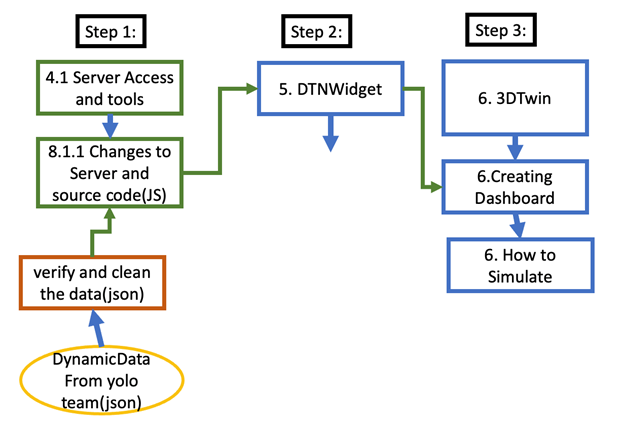 Step 1:
Step 2:
Step 3:
4.1 Server Access
and tools
5. DTNWidget
6. 3DTwin
8.1.1 Changes to
Server and
source code(JS)
6.Creating
Dashboard
verify and clean
the data(json)
6. How to
Simulate
DynamicData
From yolo
team(json)